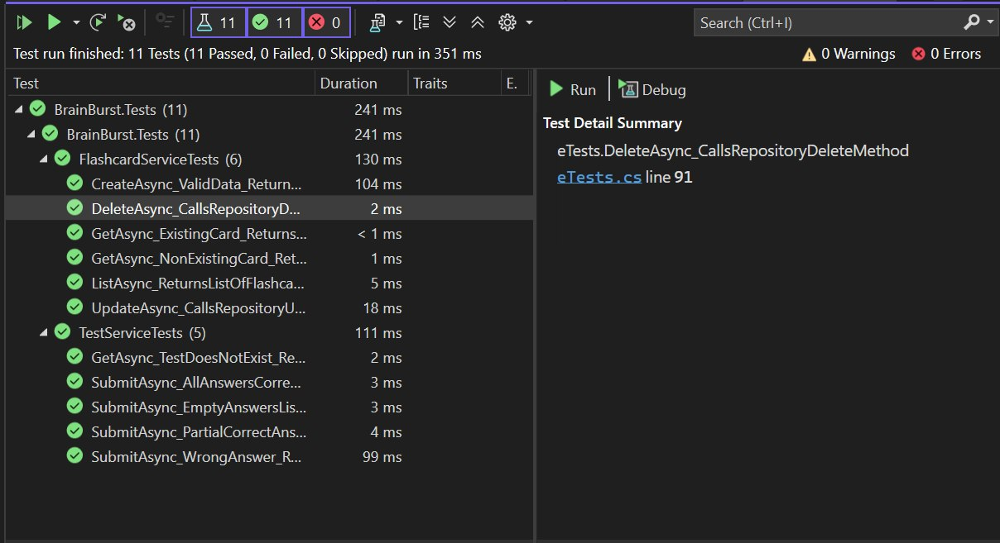 11 11 0
Search (Ctrl+I)
Test run finished: 11 Tests (11 Passed, 0 Failed, 0 Skipped) run in 351 ms
0 Warnings 0 Errors
Test Duration Traits E.
BrainBurst.Tests (11) 241 ms
BrainBurst.Tests (11) 241 ms
FlashcardServiceTests (6) 130 ms
CreateAsync_ValidData_Return... 104 ms
DeleteAsync_CallsRepositoryD... 2 ms
GetAsync_ExistingCard_Returns... < 1 ms
GetAsync_NonExistingCard_Ret... 1 ms
ListAsync_ReturnsListOfFlashca... 5 ms
UpdateAsync_CallsRepositoryU... 18 ms
TestServiceTests (5) 111 ms
GetAsync_TestDoesNotExist_Re... 2 ms
SubmitAsync_AllAnswersCorre... 3 ms
SubmitAsync_EmptyAnswersLis... 3 ms
SubmitAsync_PartialCorrectAns... 4 ms
SubmitAsync_WrongAnswer_R... 99 ms
Run Debug
Test Detail Summary
eTests.DeleteAsync_CallsRepositoryDeleteMethod
eTests.cs line 91